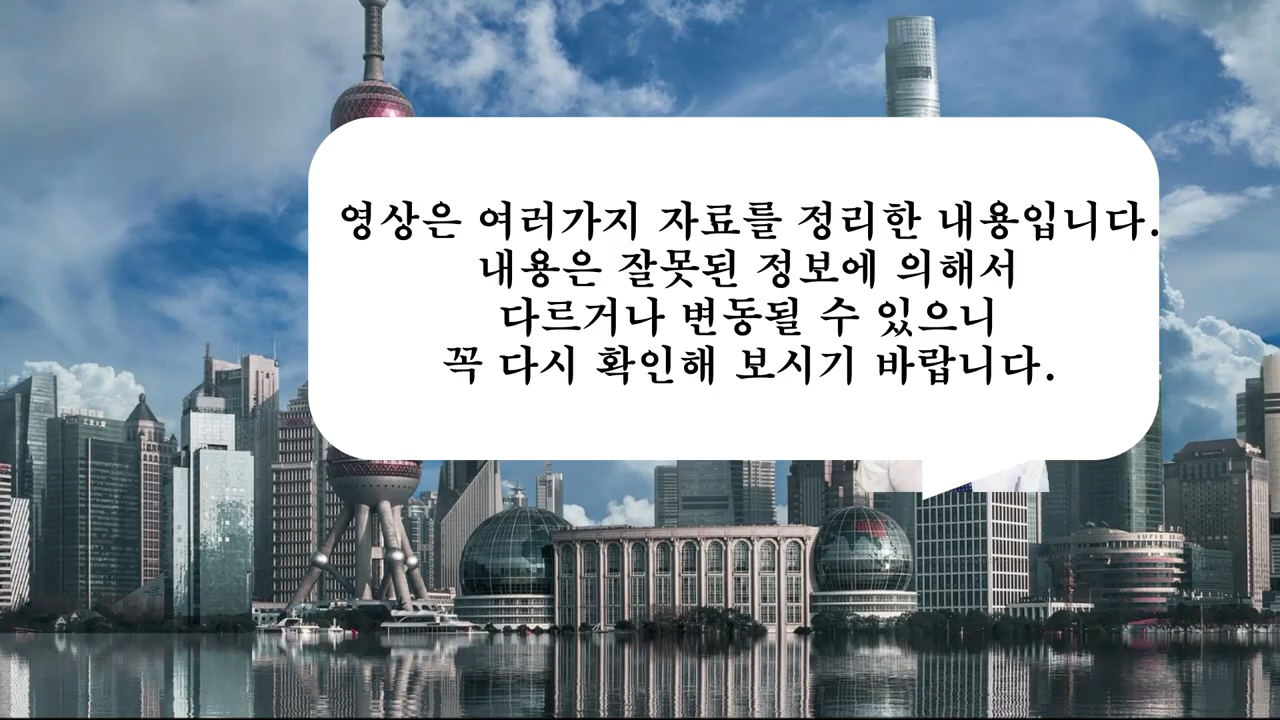 영상은 여러가지 자료를 정리한 내용입니다.
내용은 잘못된 정보에 의해서
다르거나 변동될 수 있으니
꼭 다시 확인해 보시기 바랍니다.